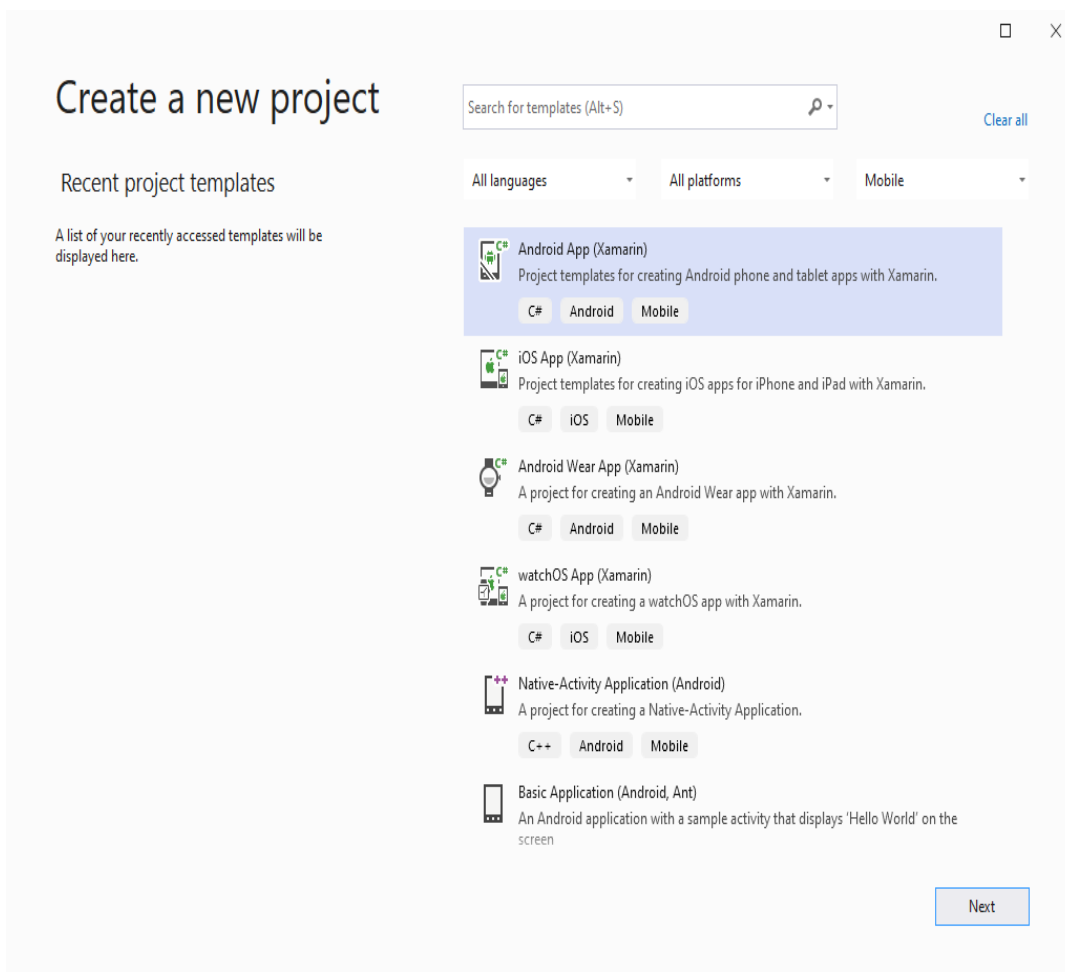 Create a new project
Search for templates (Alt+S)
Clear all
Recent project templates
All languages
All platforms
Mobile
A list of your recently accessed templates will be
displayed here.
C#
Android App (Xamarin)
Project templates for creating Android phone and tablet apps with Xamarin.
C# Android Mobile
C#
iOS App (Xamarin)
Project templates for creating iOS apps for iPhone and iPad with Xamarin.
C# iOS Mobile
C#
Android Wear App (Xamarin)
A project for creating an Android Wear app with Xamarin.
C# Android Mobile
C#
watchOS App (Xamarin)
A project for creating a watchOS app with Xamarin.
C# iOS Mobile
++
Native-Activity Application (Android)
A project for creating a Native-Activity Application.
C++ Android Mobile
Basic Application (Android, Ant)
An Android application with a sample activity that displays 'Hello World' on the
screen
Next